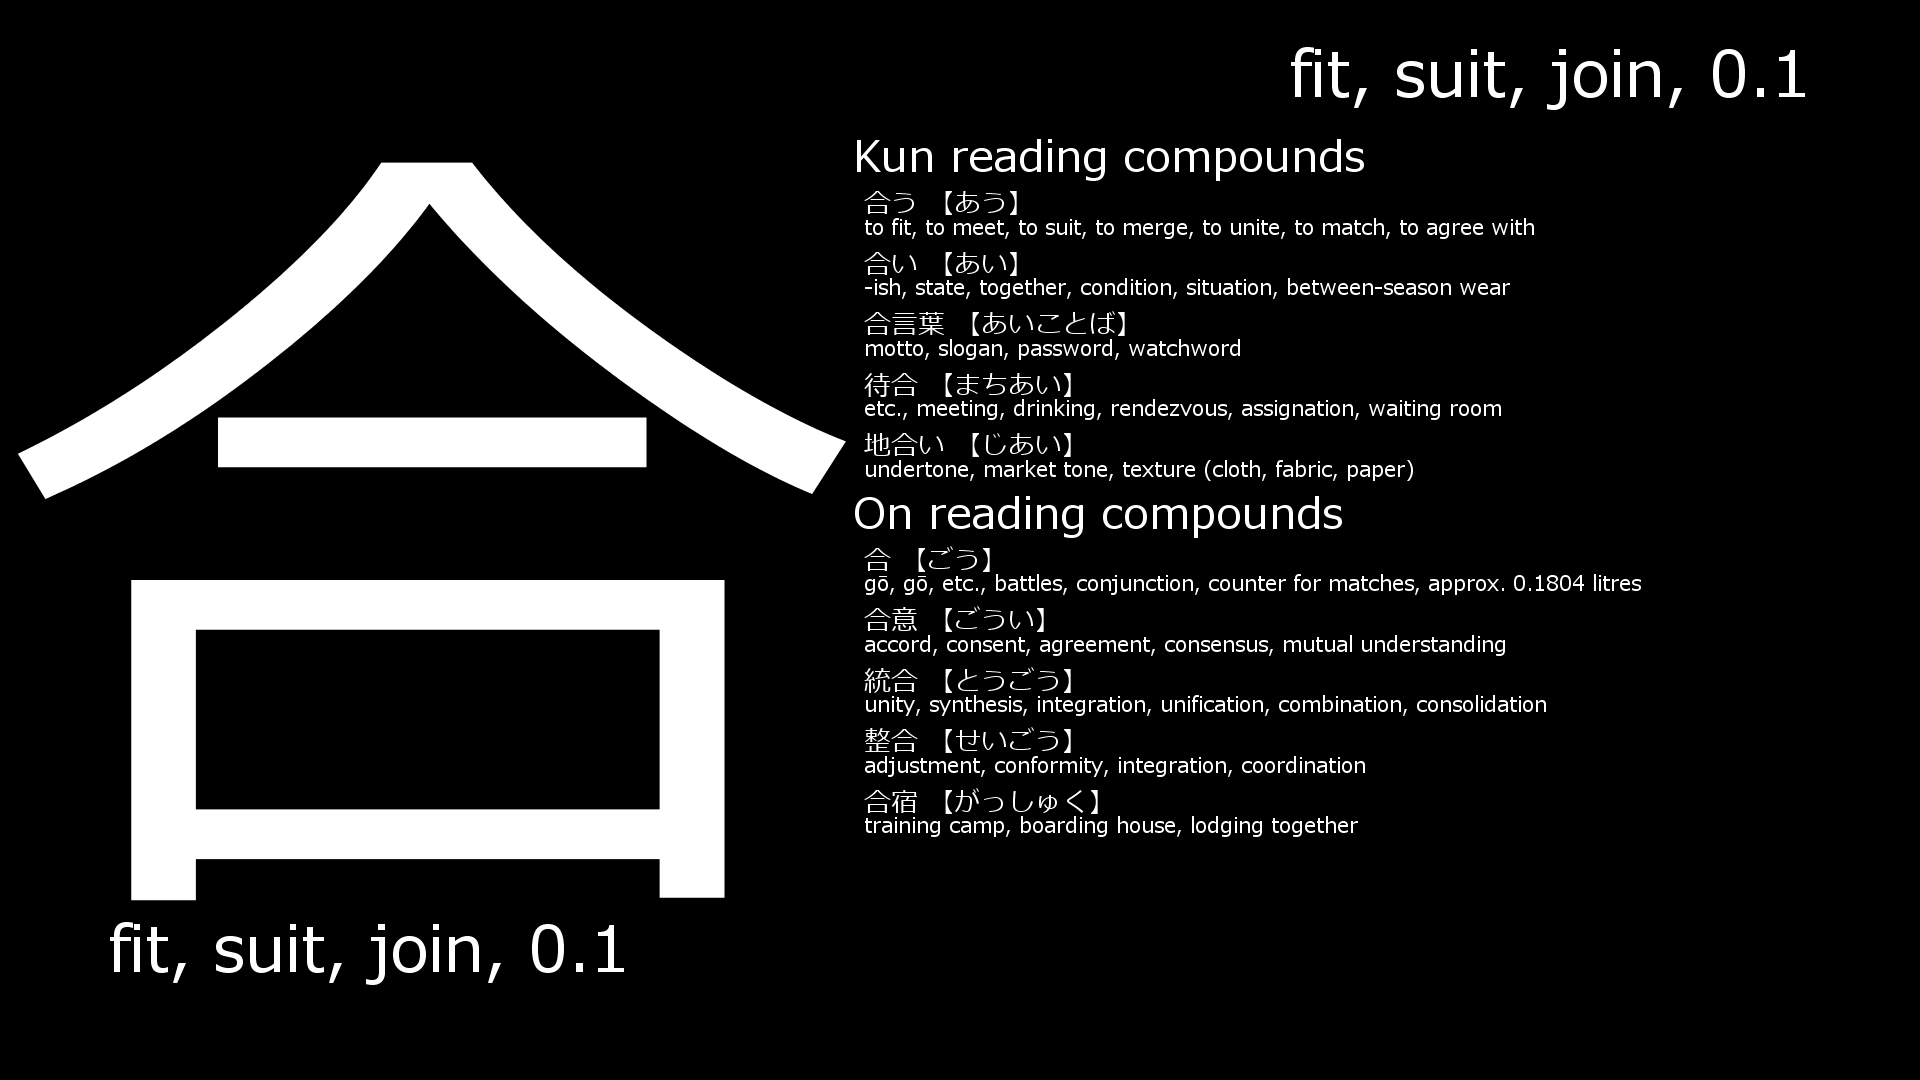 fit, suit, join, 0.1
合
fit, suit, join, 0.1
Kun reading compounds
合う 【あう】
to fit, to meet, to suit, to merge, to unite, to match, to agree with
合い 【あい】
-ish, state, together, condition, situation, between-season wear
合言葉 【あいことば】
motto, slogan, password, watchword
待合 【まちあい】
etc., meeting, drinking, rendezvous, assignation, waiting room
地合い 【じあい】
undertone, market tone, texture (cloth, fabric, paper)
On reading compounds
合 【ごう】
gō, gō, etc., battles, conjunction, counter for matches, approx. 0.1804 litres
合意 【ごうい】
accord, consent, agreement, consensus, mutual understanding
統合 【とうごう】
unity, synthesis, integration, unification, combination, consolidation
整合 【せいごう】
adjustment, conformity, integration, coordination
合宿 【がっしゅく】
training camp, boarding house, lodging together